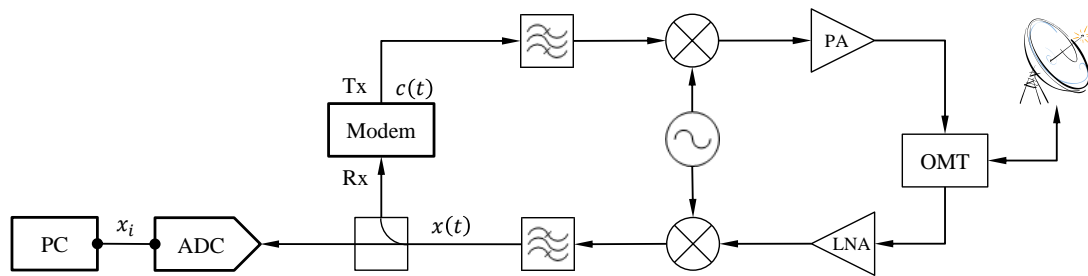 PA
Tx
c(t)
Modem
OMT
Rx
x(t)
x_i
PC
ADC
LNA